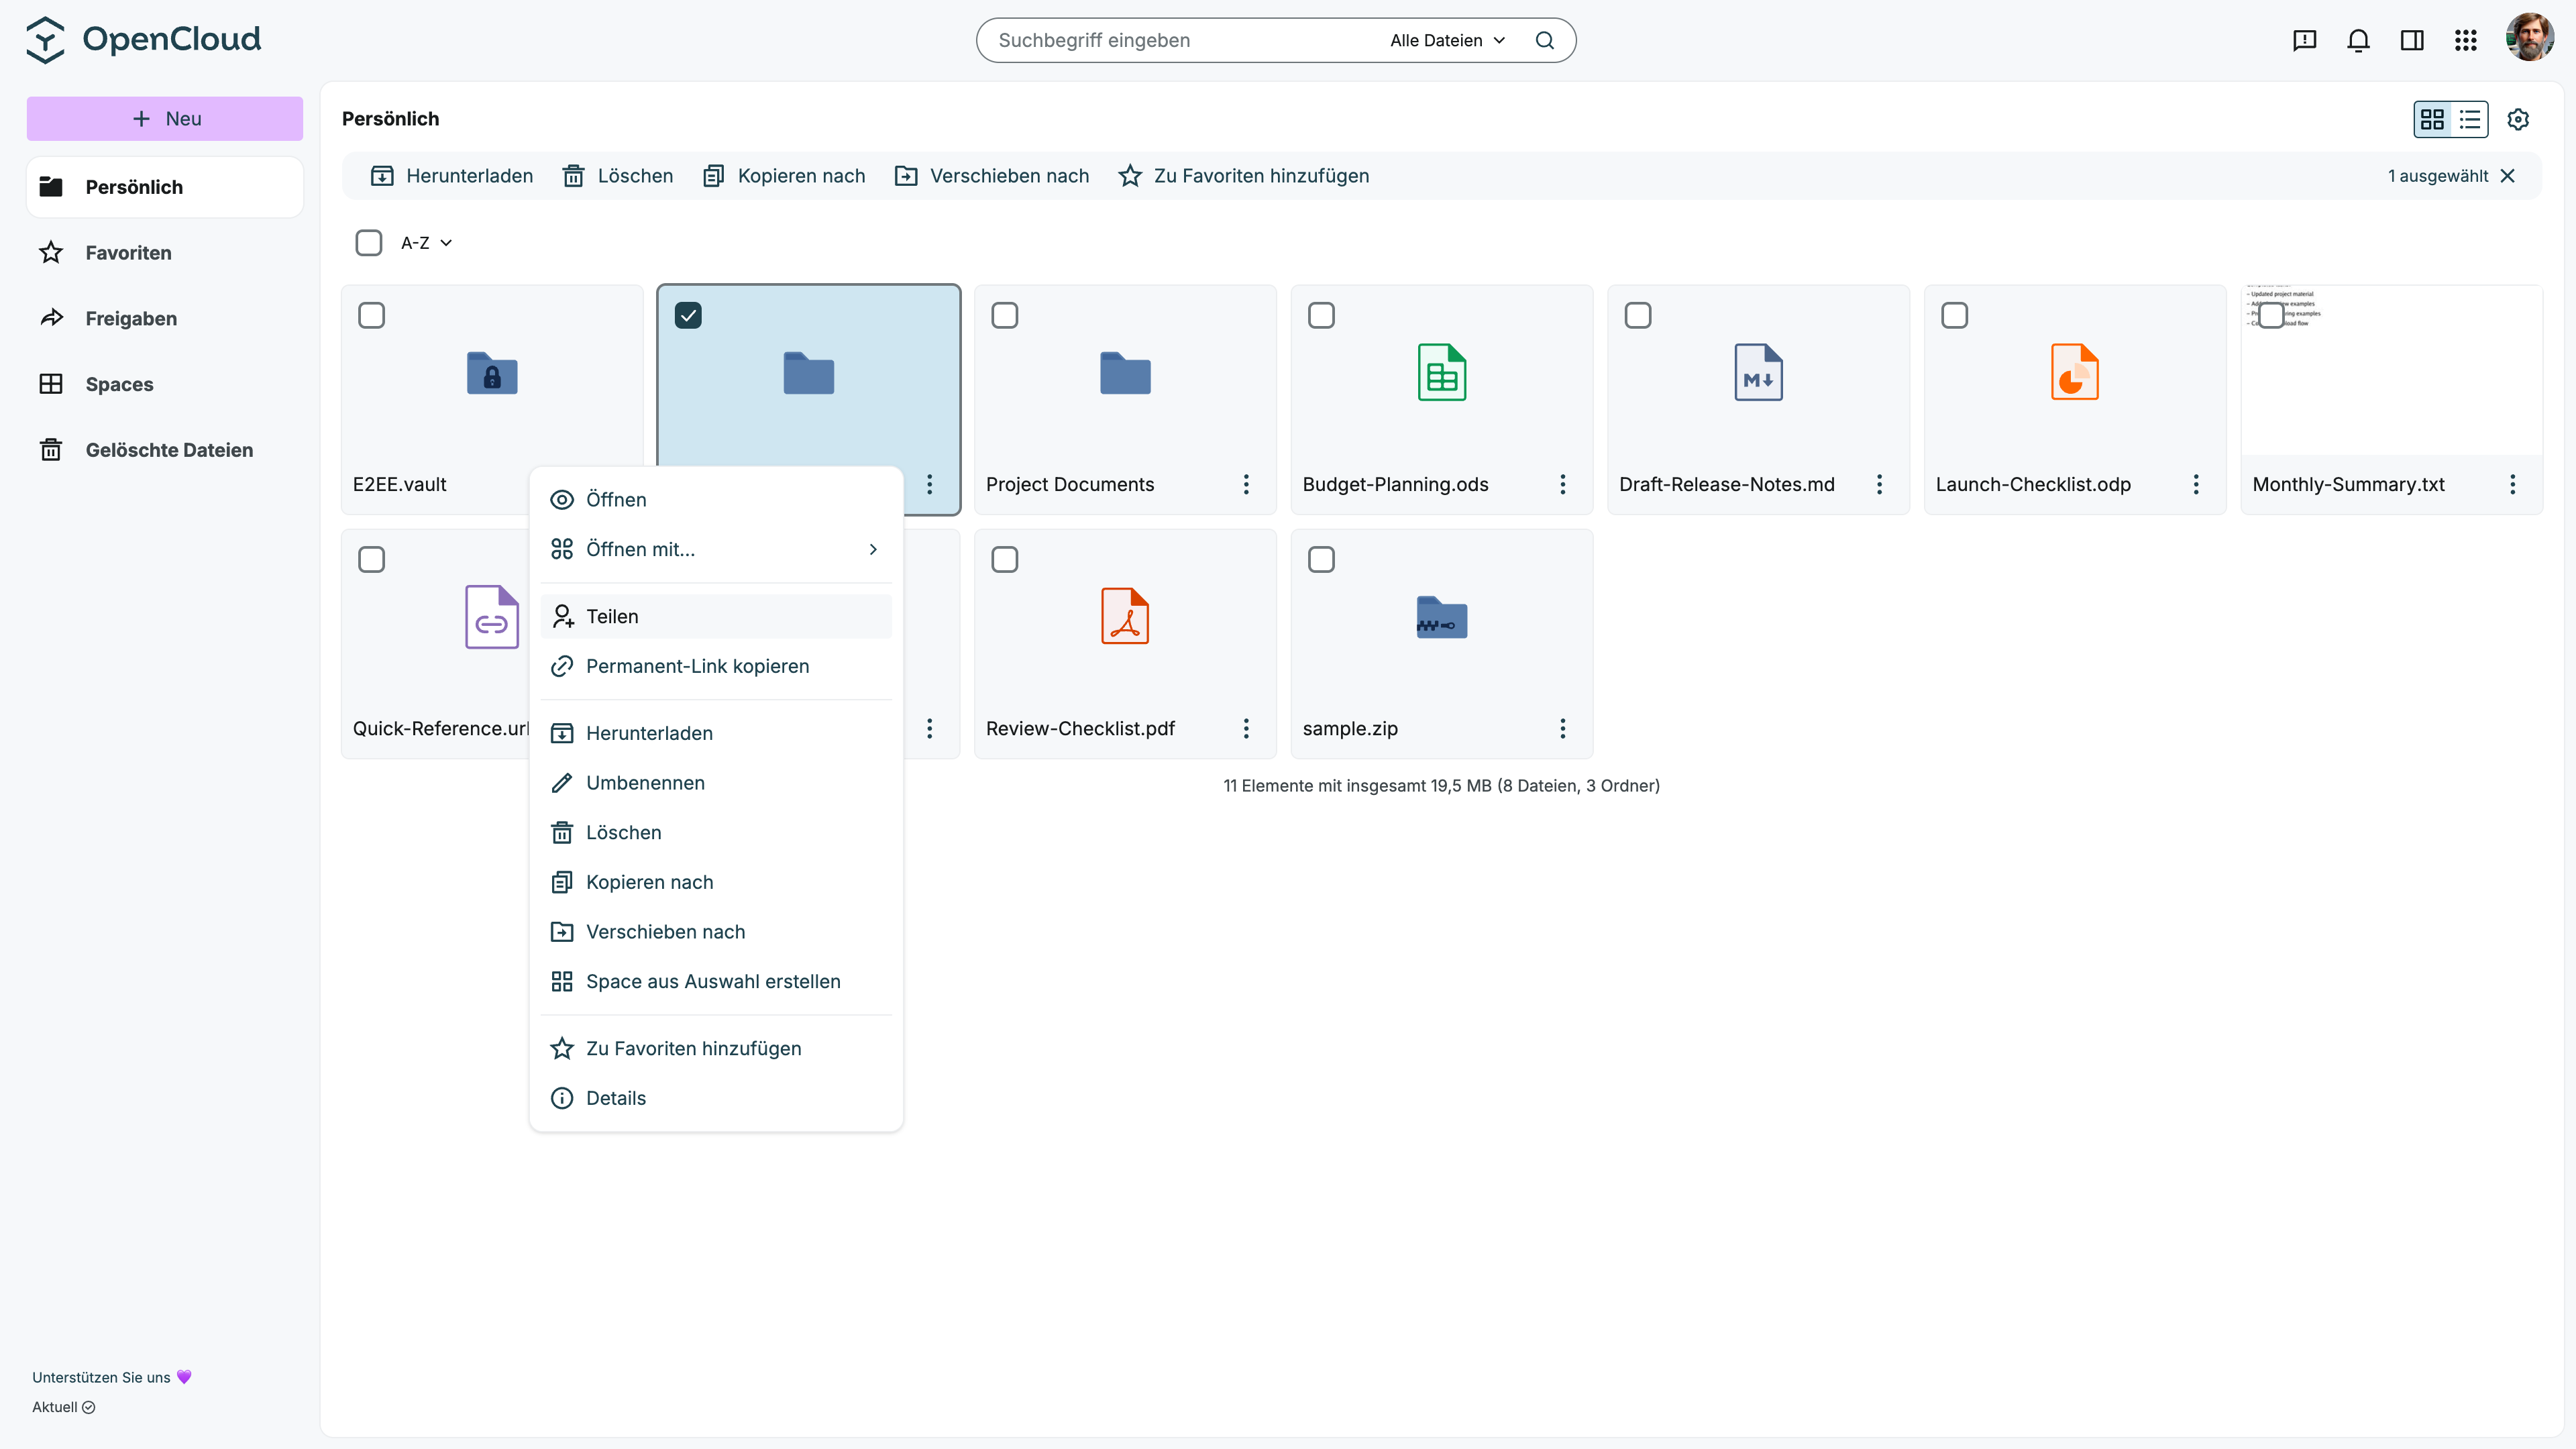 OpenCloud
Suchbegriff eingeben
Alle Dateien
Neu
Persönlich
Favoriten
Freigaben
Spaces
Gelöschte Dateien
Persönlich
Herunterladen
Löschen
Kopieren nach
Verschieben nach
Zu Favoriten hinzufügen
1 ausgewählt
A-Z
– Updated project material
E2EE.vault
Project Documents
Budget-Planning.ods
M
Draft-Release-Notes.md
Launch-Checklist.odp
Monthly-Summary.txt
Öffnen
Öffnen mit...
Teilen
Permanent-Link kopieren
Herunterladen
Umbenennen
Löschen
Kopieren nach
Verschieben nach
Space aus Auswahl erstellen
Zu Favoriten hinzufügen
Details
Quick-Reference.url
Review-Checklist.pdf
sample.zip
11 Elemente mit insgesamt 19,5 MB (8 Dateien, 3 Ordner)
Unterstützen Sie uns 💜
Aktuell